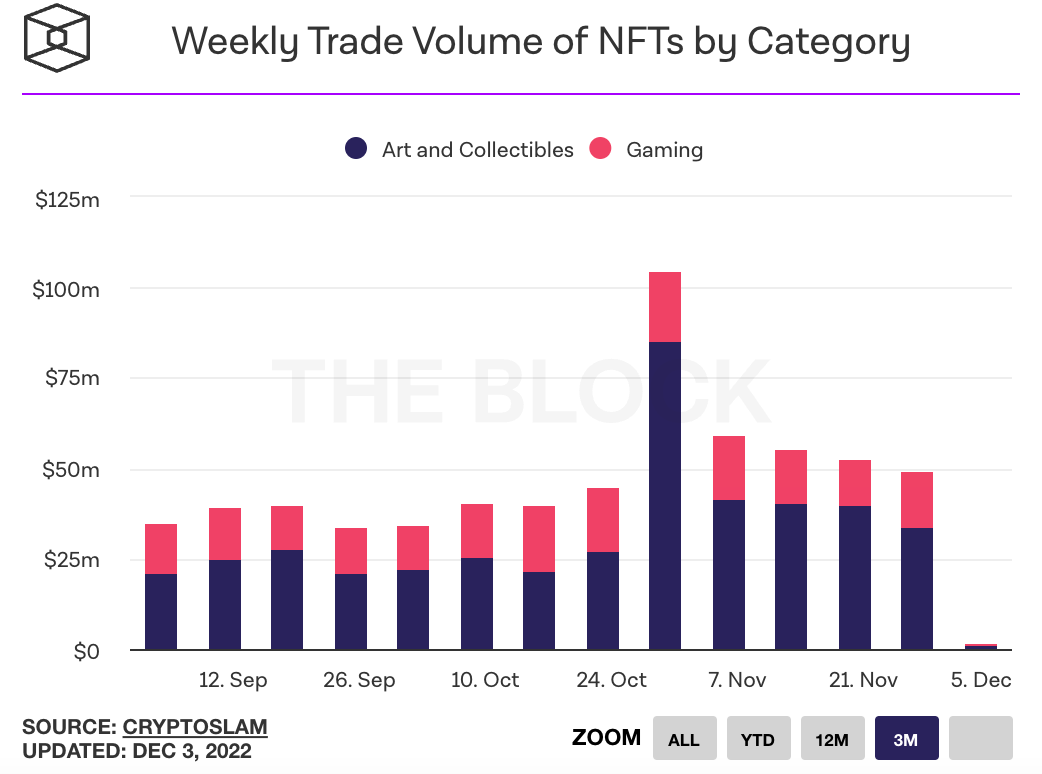 Weekly Trade Volume of NFTs by Category
Art and Collectibles Gaming
$125m
$100m
$75m
$50m
$25m
$0
THE BLOCK
12. Sep 26. Sep 10. Oct 24. Oct 7. Nov 21. Nov 5. Dec
SOURCE: CRYPTOSLAM
UPDATED: DEC 3, 2022
ZOOM ALL YTD 12M 3M